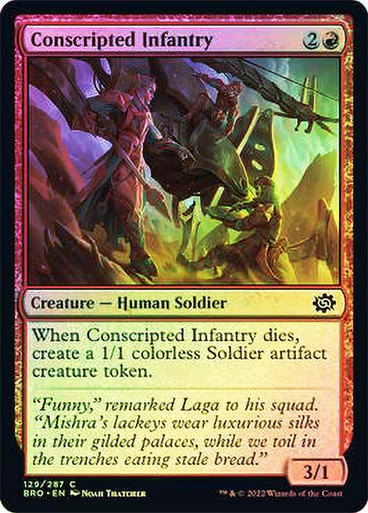 Conscripted Infantry 2
Creature — Human Soldier
When Conscripted Infantry dies,
create a 1/1 colorless Soldier artifact
creature token.
“Funny,” remarked Laga to his squad.
“Mishra’s lackeys wear luxurious silks
in their gilded palaces, while we toil in
the trenches eating stale bread.”
3/1
129/287 C
BRO • EN Noah Thatcher
™ & © 2022 Wizards of the Coast